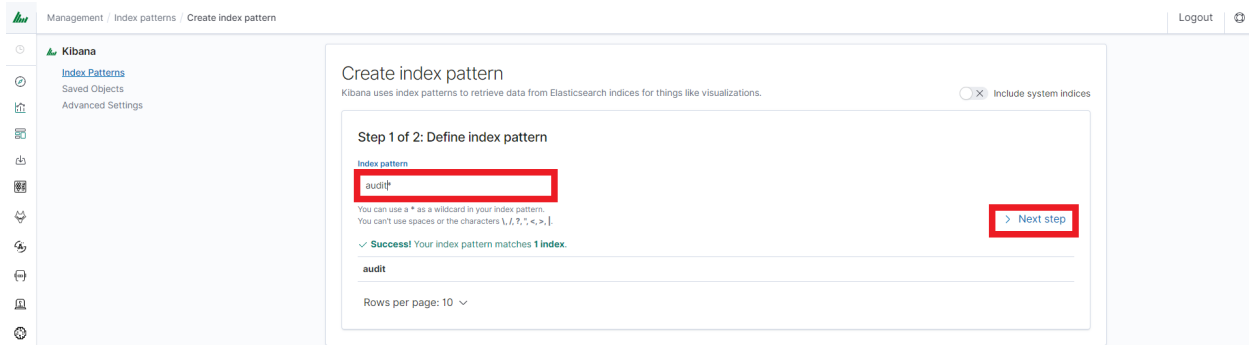 Management / Index patterns / Create index pattern
Logout
Kibana
Index Patterns
Saved Objects
Advanced Settings
Create index pattern
Kibana uses index patterns to retrieve data from Elasticsearch indices for things like visualizations.
Include system indices
Step 1 of 2: Define index pattern
Index pattern
audit*
You can use a * as a wildcard in your index pattern.
You can't use spaces or the characters \, /, ?, ", <, >, |.
Next step
Success! Your index pattern matches 1 index.
audit
Rows per page: 10